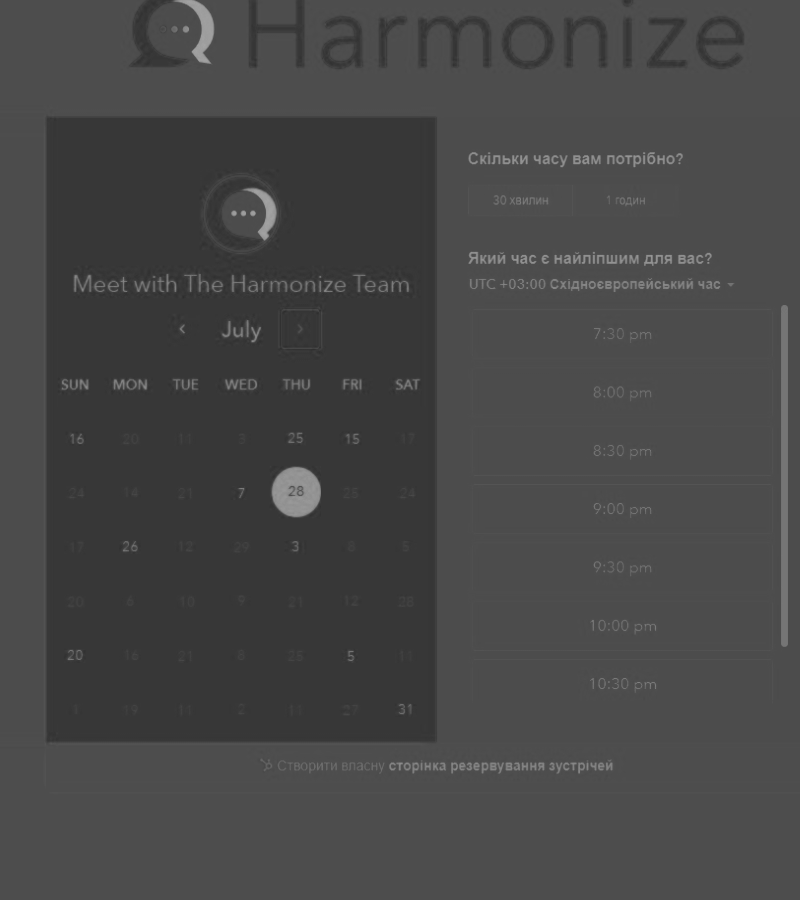 Harmonize
Meet with The Harmonize Team
July
SUN MON TUE WED THU FRI SAT
16 20 11 3 25 15 17
24 14 21 7 28 25 24
17 26 12 29 3 6 5
20 6 10 9 21 12 28
20 16 21 6 25 5 11
1 19 11 2 11 27 31
Скільки часу вам потрібно?
30 хвилин 1 годин
Який час є найліпшим для вас?
UTC +03:00 Східноєвропейський час
7:30 pm
8:00 pm
8:30 pm
9:00 pm
9:30 pm
10:00 pm
10:30 pm
Створити власну сторінка резервування зустрічей